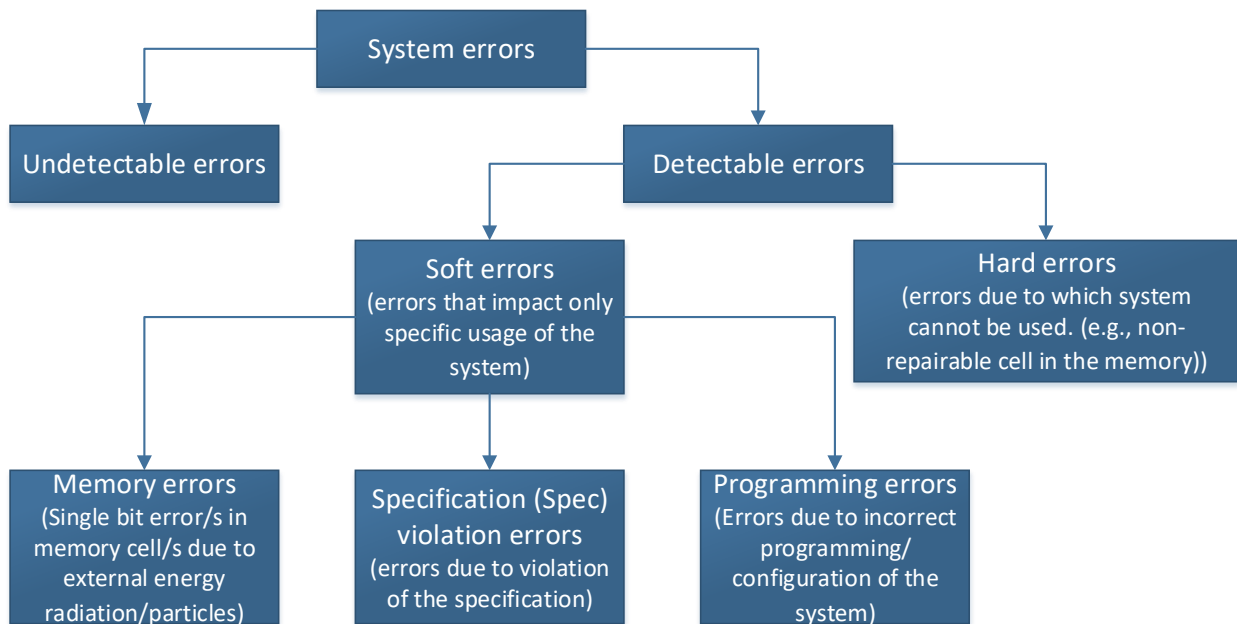 System errors
Undetectable errors
Detectable errors
Soft errors
(errors that impact only
specific usage of the
system)
Hard errors
(errors due to which system
cannot be used. (e.g., non-
repairable cell in the memory))
Memory errors
(Single bit error/s in
memory cell/s due to
external energy
radiation/particles)
Specification (Spec)
violation errors
(errors due to violation
of the specification)
Programming errors
(Errors due to incorrect
programming/
configuration of the
system)